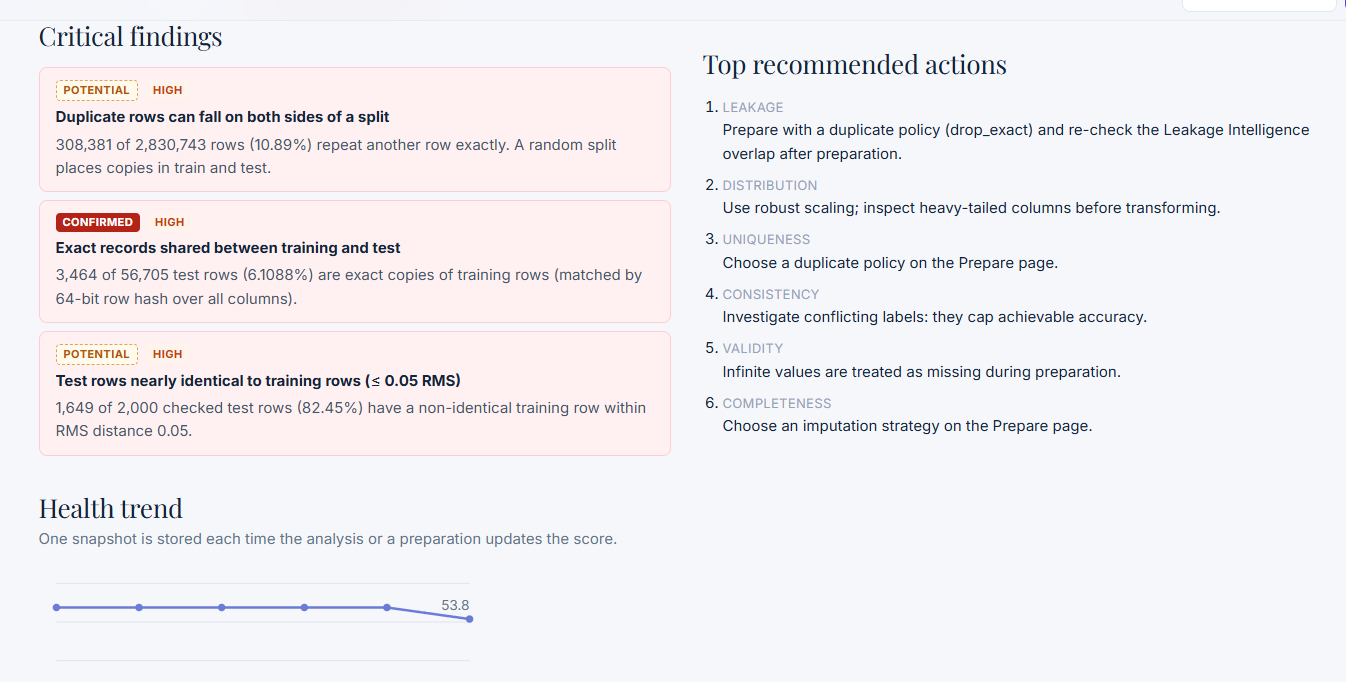 Critical findings
POTENTIAL HIGH
Duplicate rows can fall on both sides of a split
308,381 of 2,830,743 rows (10.89%) repeat another row exactly. A random split
places copies in train and test.
CONFIRMED HIGH
Exact records shared between training and test
3,464 of 56,705 test rows (6.1088%) are exact copies of training rows (matched by
64-bit row hash over all columns).
POTENTIAL HIGH
Test rows nearly identical to training rows (≤ 0.05 RMS)
1,649 of 2,000 checked test rows (82.45%) have a non-identical training row within
RMS distance 0.05.
Top recommended actions
1. LEAKAGE
Prepare with a duplicate policy (drop_exact) and re-check the Leakage Intelligence
overlap after preparation.
2. DISTRIBUTION
Use robust scaling; inspect heavy-tailed columns before transforming.
3. UNIQUENESS
Choose a duplicate policy on the Prepare page.
4. CONSISTENCY
Investigate conflicting labels: they cap achievable accuracy.
5. VALIDITY
Infinite values are treated as missing during preparation.
6. COMPLETENESS
Choose an imputation strategy on the Prepare page.
Health trend
One snapshot is stored each time the analysis or a preparation updates the score.
53.8